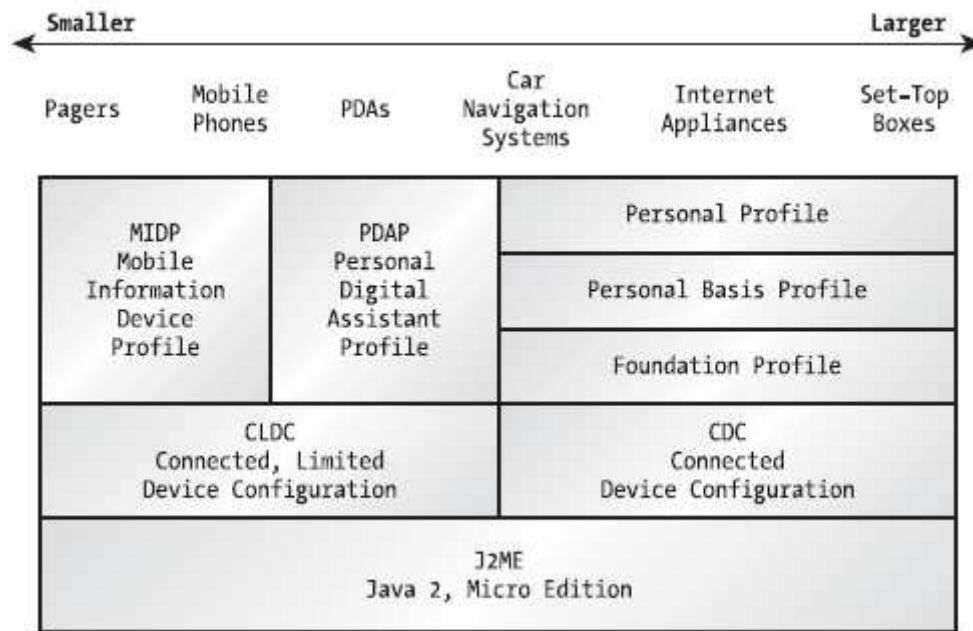 Smaller
Larger
Pagers
Mobile
Phones
PDAs
Car
Navigation
Systems
Internet
Appliances
Set-Top
Boxes
MIDP
Mobile
Information
Device
Profile
PDAP
Personal
Digital
Assistant
Profile
Personal Profile
Personal Basis Profile
Foundation Profile
CLDC
Connected, Limited
Device Configuration
CDC
Connected
Device Configuration
J2ME
Java 2, Micro Edition